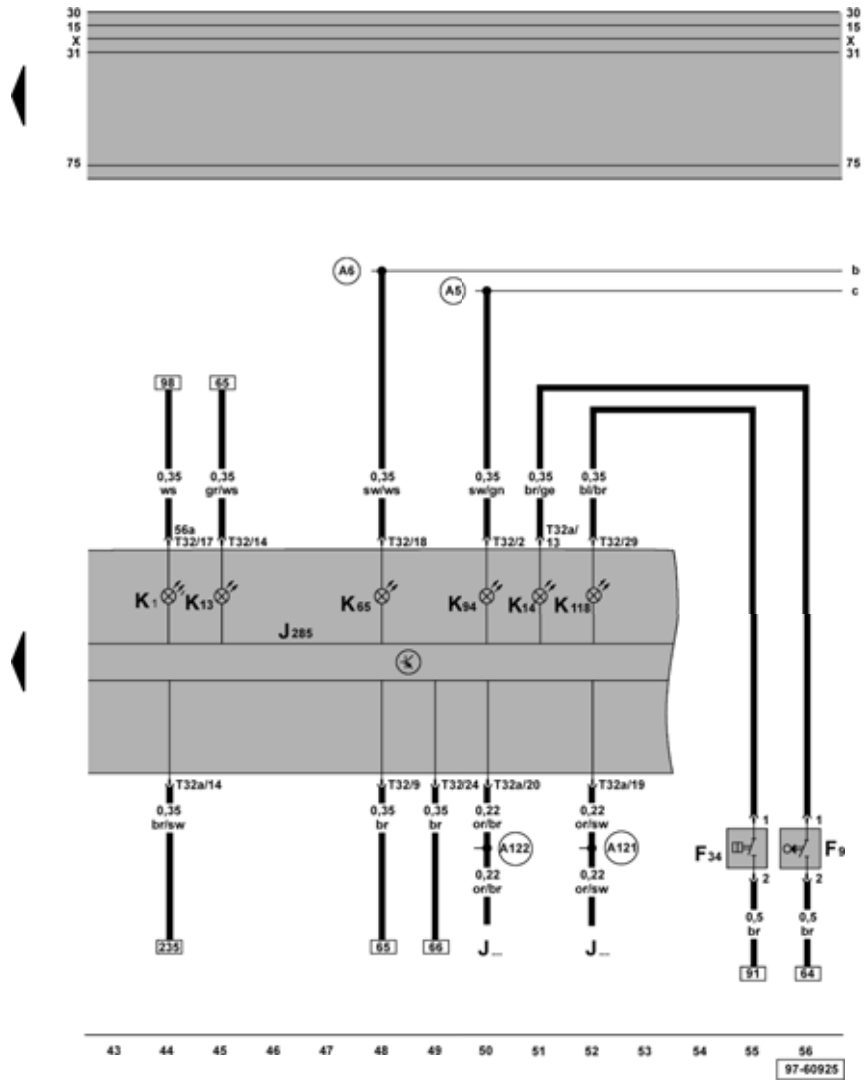 30 30
15 15
X X
31 31
75 75
A6 b
A5 c
98 65
0,35 0,35 0,35 0,35 0,35 0,35
ws gr/ws sw/ws sw/gn br/ge bl/br
56a T32a/
T32/17 T32/14 T32/18 T32/2 13 T32/29
K1 K13 K65 K94 K14 K118
J285
T32a/14 T32/9 T32/24 T32a/20 T32a/19
0,35 0,35 0,35 0,22 0,22
br/sw br br or/br or/sw
1 1
A122 A121
F34 F9
0,22 0,22
or/br or/sw
2 2
0,5 0,5
br br
235 65 66 J... J...
91 64
43 44 45 46 47 48 49 50 51 52 53 54 55 56
97-60925